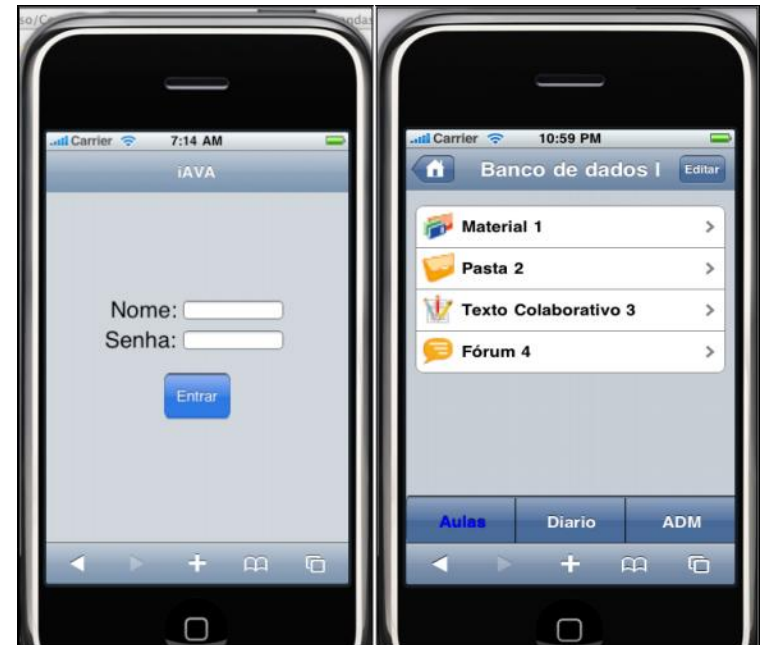 Carrier 7:14 AM
iAVA
Nome:
Senha:
Entrar
Carrier 10:59 PM
Banco de dados I Editar
Material 1
Pasta 2
Texto Colaborativo 3
Fórum 4
Aulas Diario ADM